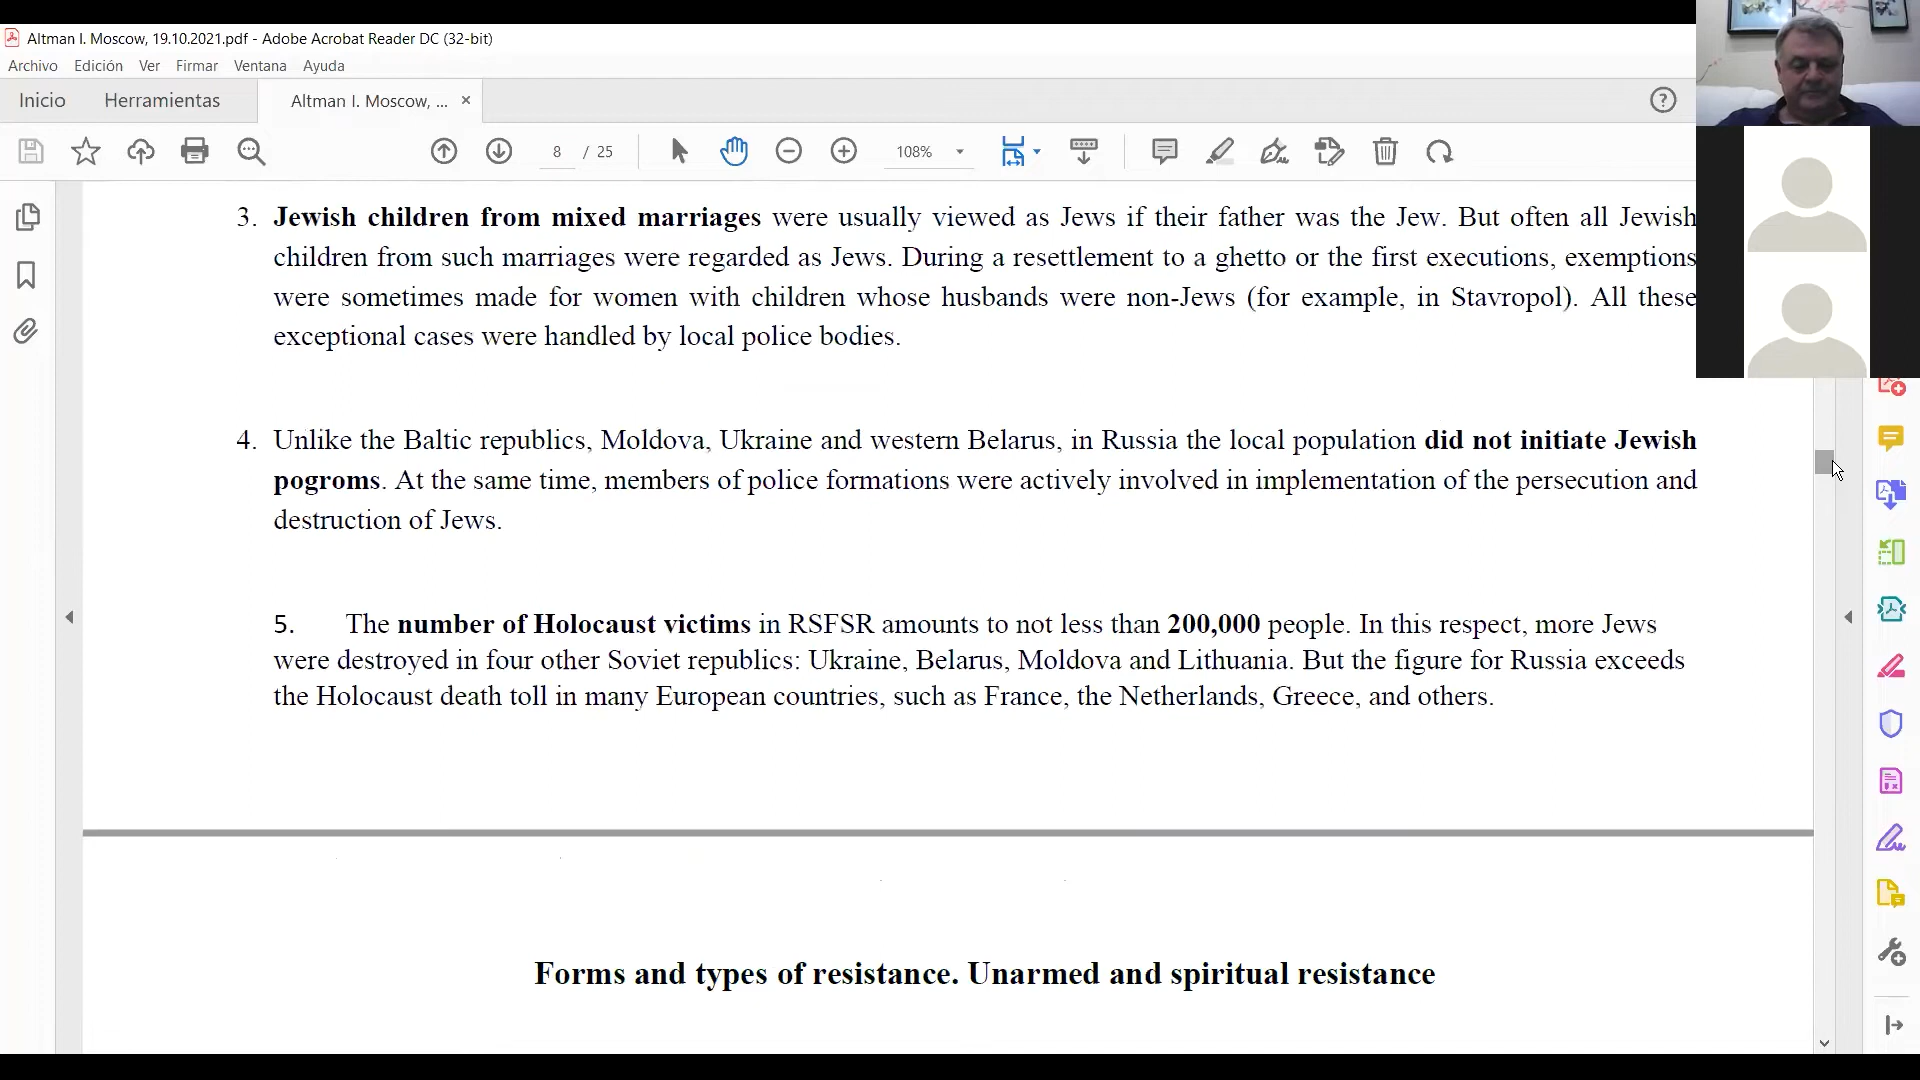 Altman I. Moscow, 19.10.2021.pdf - Adobe Acrobat Reader DC (32-bit)
Archivo Edición Ver Firmar Ventana Ayuda
Inicio Herramientas Altman I. Moscow, ... ×
8 / 25 108%
3. Jewish children from mixed marriages were usually viewed as Jews if their father was the Jew. But often all Jewish
children from such marriages were regarded as Jews. During a resettlement to a ghetto or the first executions, exemptions
were sometimes made for women with children whose husbands were non-Jews (for example, in Stavropol). All these
exceptional cases were handled by local police bodies.
4. Unlike the Baltic republics, Moldova, Ukraine and western Belarus, in Russia the local population did not initiate Jewish
pogroms. At the same time, members of police formations were actively involved in implementation of the persecution and
destruction of Jews.
5. The number of Holocaust victims in RSFSR amounts to not less than 200,000 people. In this respect, more Jews
were destroyed in four other Soviet republics: Ukraine, Belarus, Moldova and Lithuania. But the figure for Russia exceeds
the Holocaust death toll in many European countries, such as France, the Netherlands, Greece, and others.
Forms and types of resistance. Unarmed and spiritual resistance